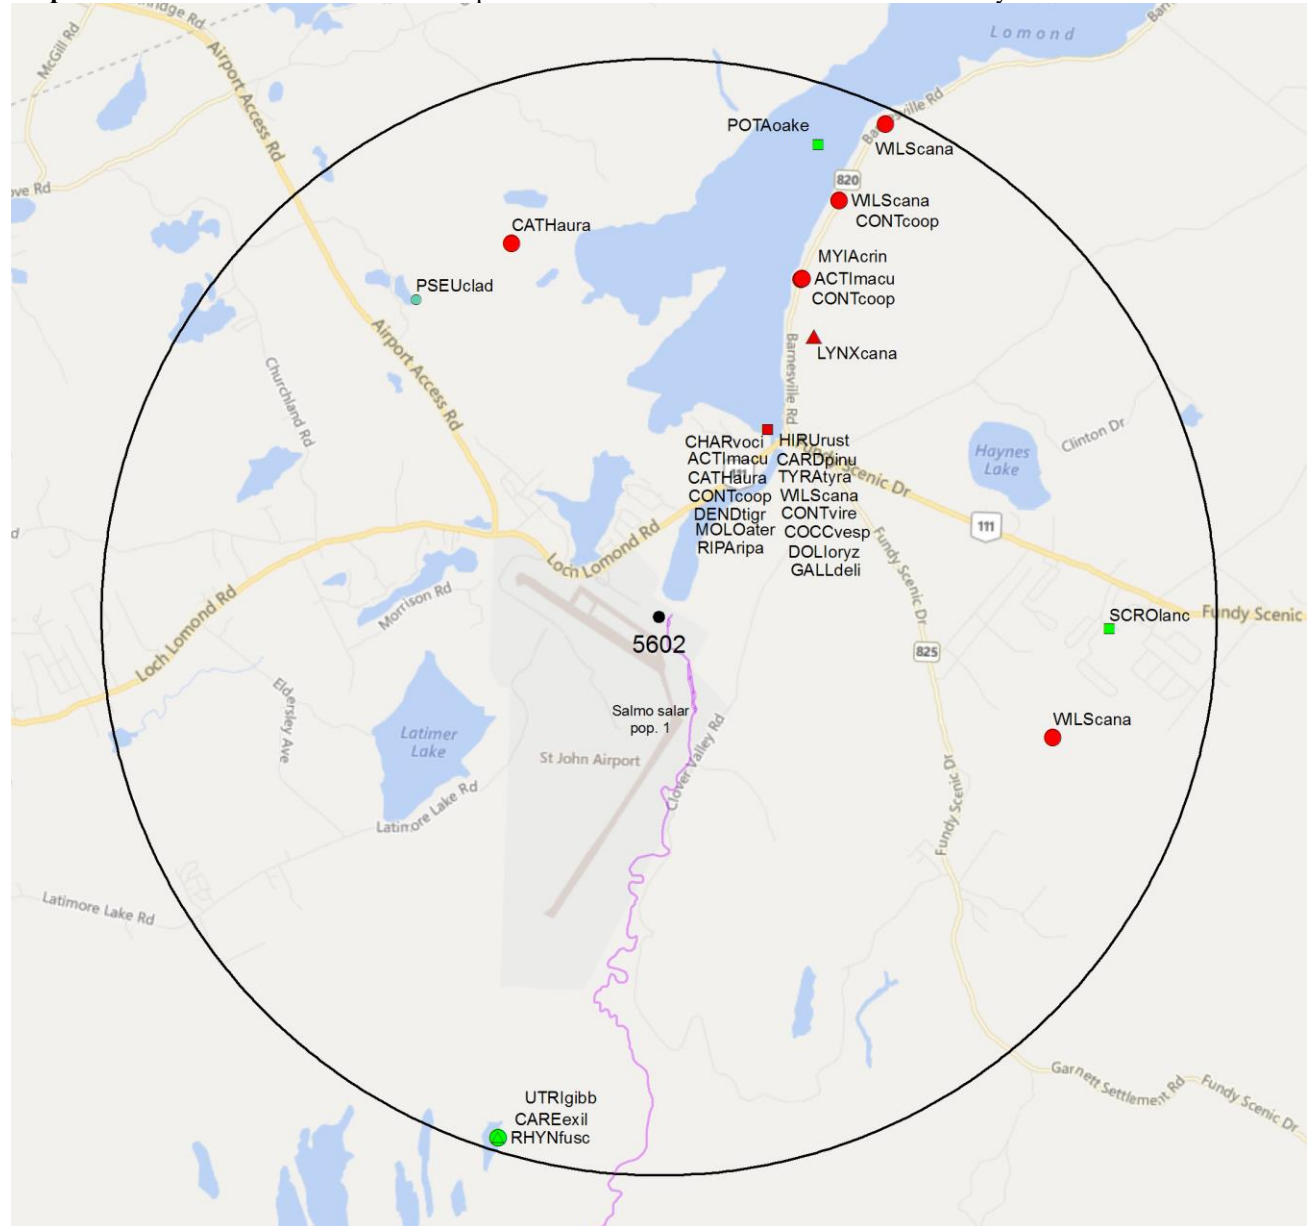 McGill Rd
Airport Access Rd
Lomond
Barnesville Rd
POTAoake
WILScana
820
WILScana
CONTcoop
CATHaura
MYIAcrin
ACTImacu
CONTcoop
PSEUclad
LYNXcana
Airport Access Rd
Churchland Rd
Barnesville Rd
Clinton Dr
Haynes
Lake
Fundy Scenic Dr
CHARvoci HIRUrust
ACTImacu CARDpinu
CATHaura TYRAtyra
CONTcoop WILScana
DENDtigr CONTvire
MOLOater COCCvesp
RIPAripa DOLIoryz
GALLdeli
111
Loch Lomond Rd
Fundy Scenic Dr
Morrison Rd
Loch Lomond Rd
5602
SCROlanc
Fundy Scenic
825
Eldersley Ave
Salmo salar
pop. 1
WILScana
Latimer
Lake
St John Airport
Clover Valley Rd
Latimore Lake Rd
Fundy Scenic Dr
Latimore Lake Rd
Garnett Settlement Rd
Fundy Scenic Dr
UTRIgibb
CAREexil
RHYNfusc